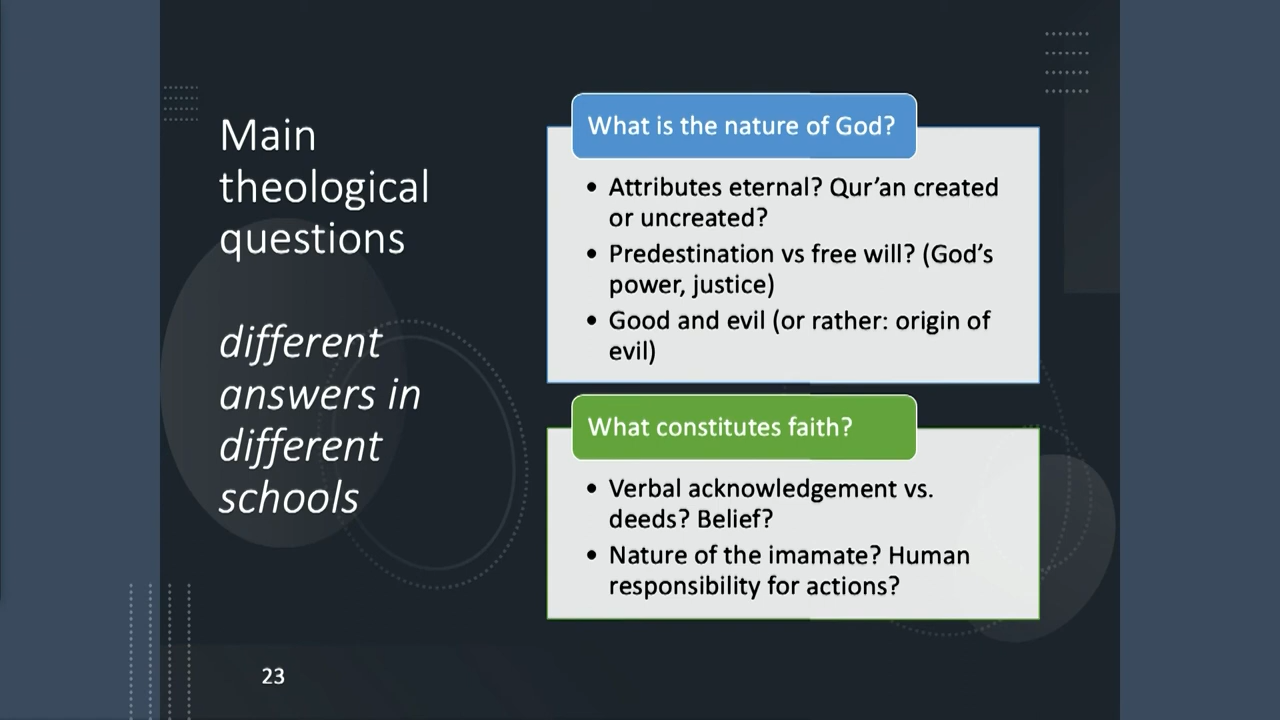 Main
theological
questions
different
answers in
different
schools
What is the nature of God?
• Attributes eternal? Qur’an created
or uncreated?
• Predestination vs free will? (God’s
power, justice)
• Good and evil (or rather: origin of
evil)
What constitutes faith?
• Verbal acknowledgement vs.
deeds? Belief?
• Nature of the imamate? Human
responsibility for actions?
23